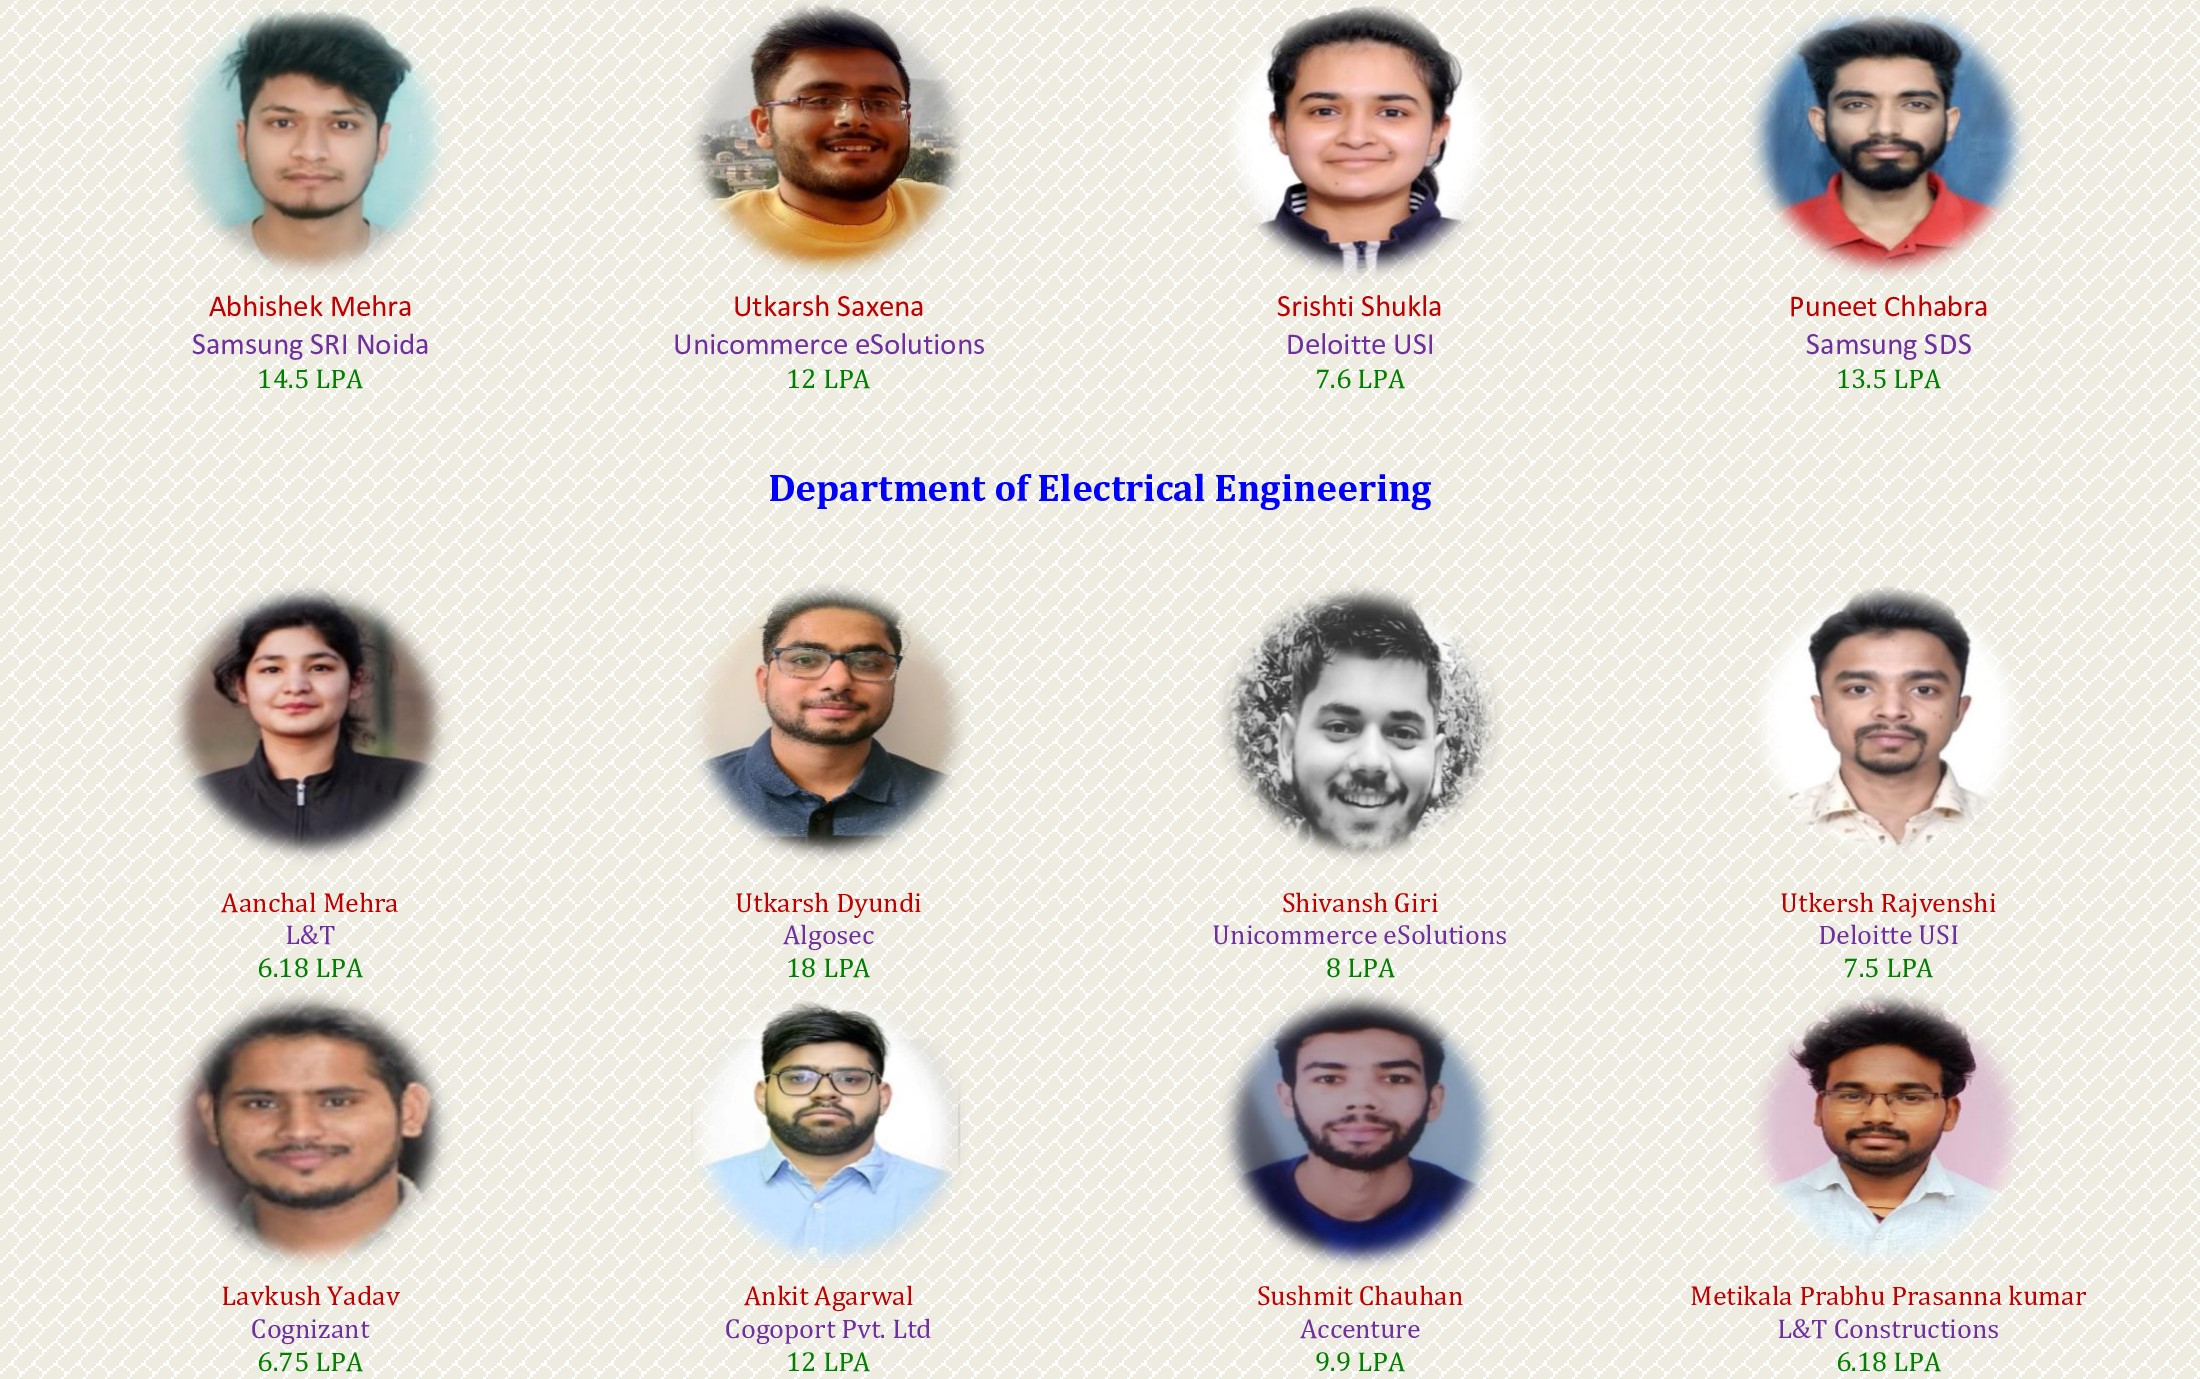 Abhishek Mehra
Samsung SRI Noida
14.5 LPA
Utkarsh Saxena
Unicommerce eSolutions
12 LPA
Srishti Shukla
Deloitte USI
7.6 LPA
Puneet Chhabra
Samsung SDS
13.5 LPA
Department of Electrical Engineering
Aanchal Mehra
L&T
6.18 LPA
Utkarsh Dyundi
Algosec
18 LPA
Shivansh Giri
Unicommerce eSolutions
8 LPA
Utkersh Rajvenshi
Deloitte USI
7.5 LPA
Lavkush Yadav
Cognizant
6.75 LPA
Ankit Agarwal
Cogoport Pvt. Ltd
12 LPA
Sushmit Chauhan
Accenture
9.9 LPA
Metikala Prabhu Prasanna kumar
L&T Constructions
6.18 LPA